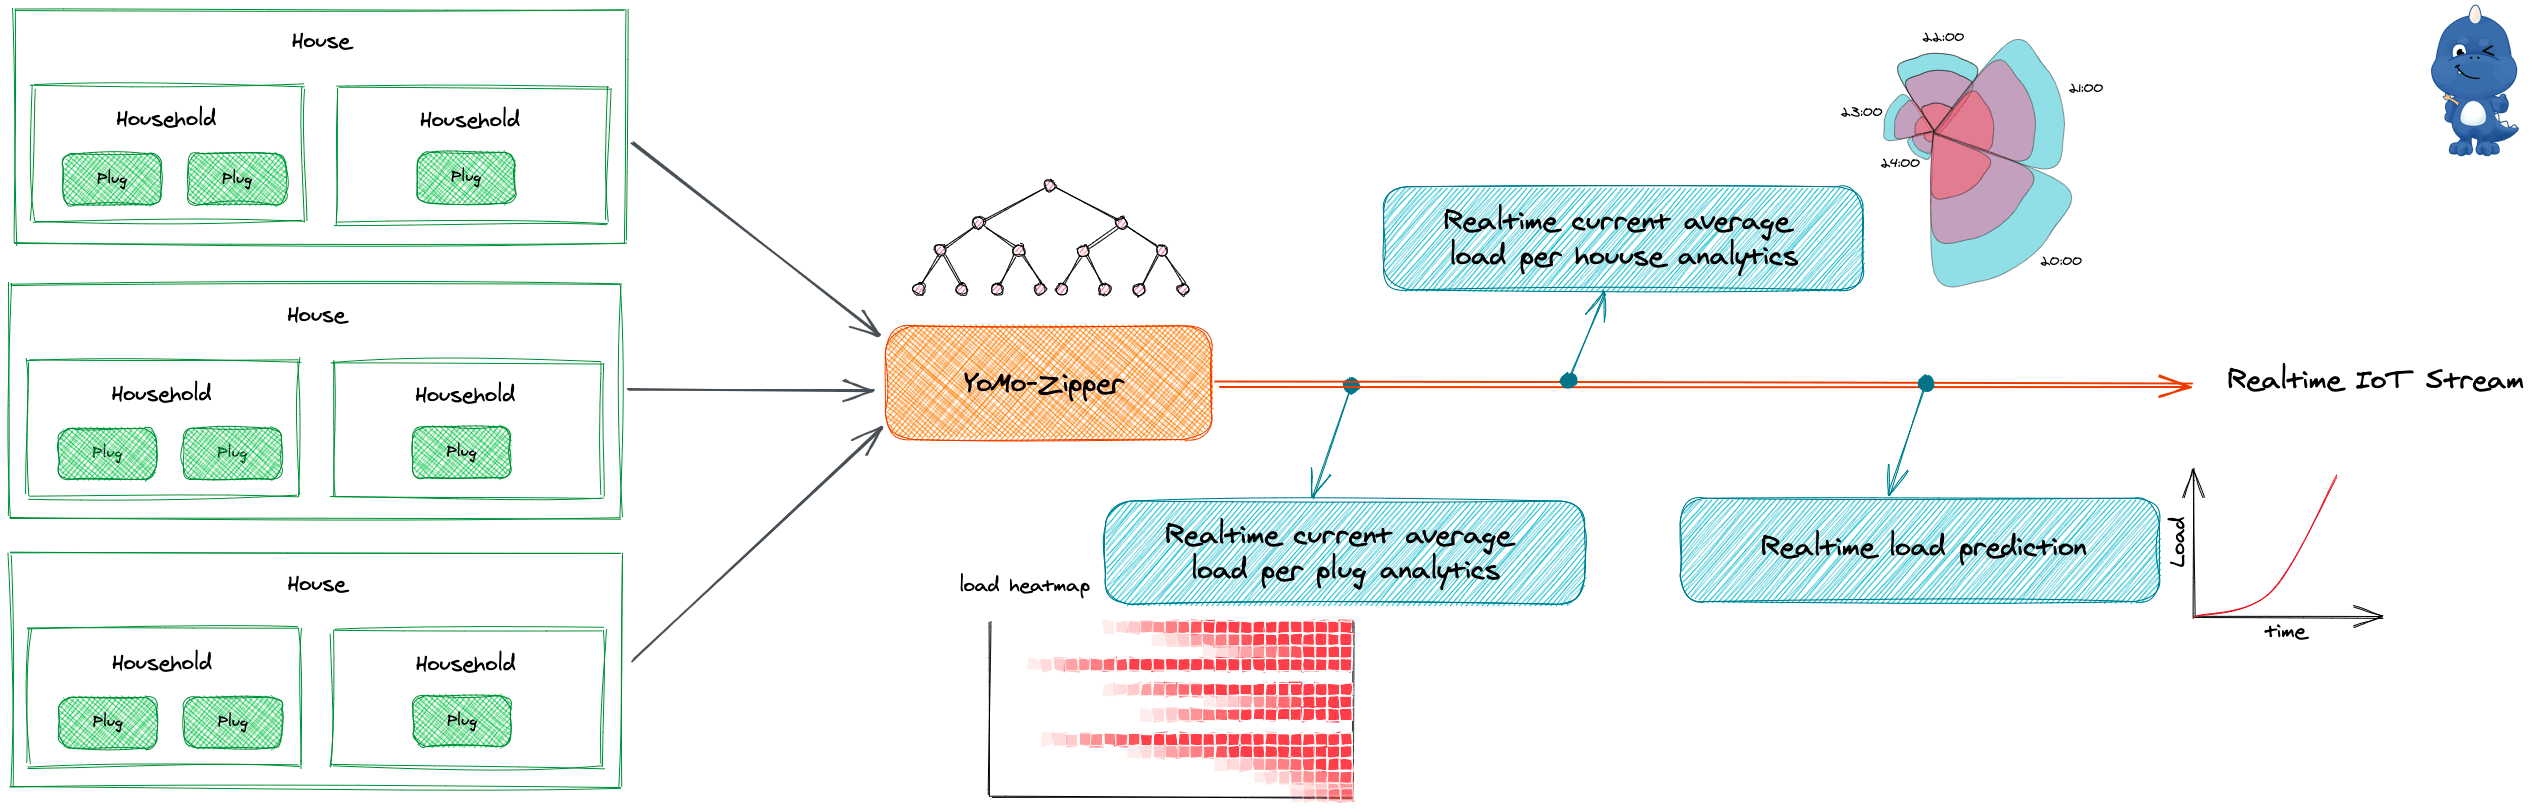 House
Household
Plug
Plug
Household
Plug
House
Household
Plug
Plug
Household
Plug
House
Household
Plug
Plug
Household
Plug
YoMo-Zipper
Realtime current average
load per houuse analytics
22:00
21:00
23:00
24:00
20:00
Realtime IoT Stream
Realtime current average
load per plug analytics
load heatmap
Realtime load prediction
Load
time